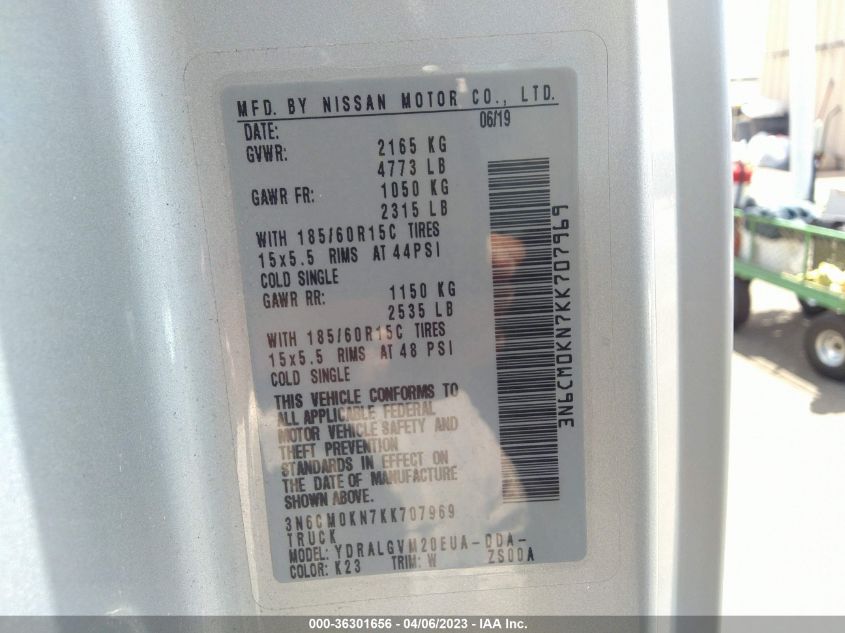 MFD. BY NISSAN MOTOR CO., LTD.
DATE: 06/19
GVWR: 2165 KG
4773 LB
GAWR FR: 1050 KG
2315 LB
WITH 185/60R15C TIRES
15x5.5 RIMS AT 44PSI
COLD SINGLE
GAWR RR: 1150 KG
2535 LB
WITH 185/60R15C TIRES
15x5.5 RIMS AT 48 PSI
COLD SINGLE
THIS VEHICLE CONFORMS TO
ALL APPLICABLE FEDERAL
MOTOR VEHICLE SAFETY AND
THEFT PREVENTION
STANDARDS IN EFFECT ON
THE DATE OF MANUFACTURE
SHOWN ABOVE.
3N6CM0KN7KK707969
TRUCK
MODEL: YDRALGVM20EUA-DDA-
COLOR: K23 TRIM: W ZS00A
3N6CM0KN7KK707969
000-36301656 - 04/06/2023 - IAA Inc.